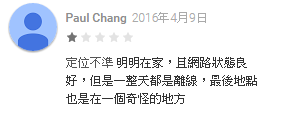 Paul Chang 2016年4月9日
定位不準 明明在家，且網路狀態良
好，但是一整天都是離線，最後地點
也是在一個奇怪的地方